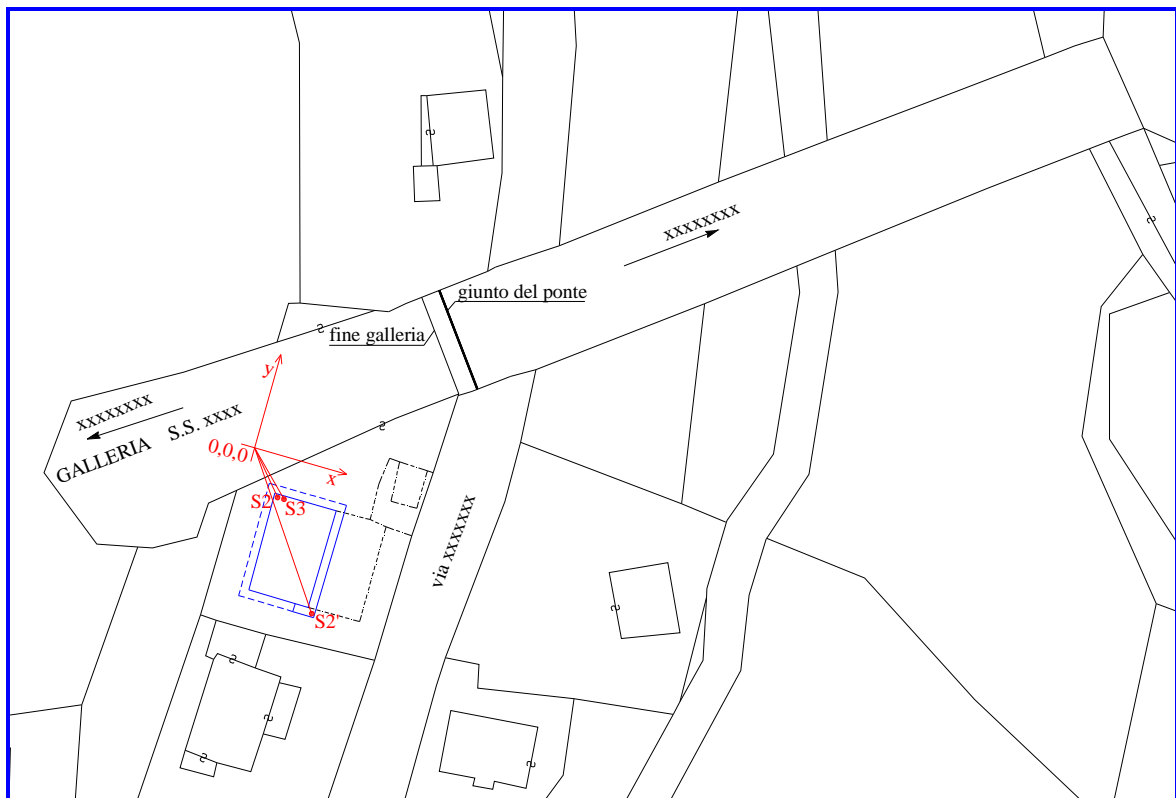 xxxxxxxx
giunto del ponte
fine galleria
y
xxxxxxxx
GALLERIA S.S. xxxx
0,0,0
x
S2
S3
via xxxxxxx
S2'